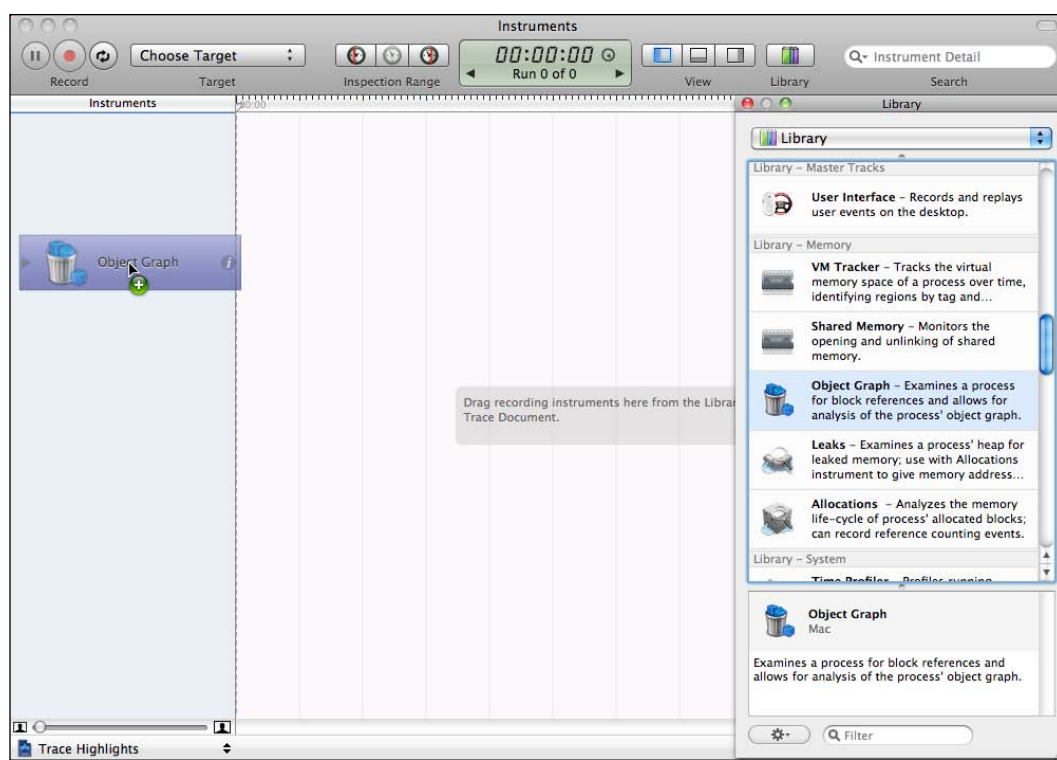 Instruments
Choose Target
00:00:00
Run 0 of 0
Instrument Detail
Record
Target
Inspection Range
View
Library
Search
Instruments
00:00
Library
Library
Library – Master Tracks
User Interface – Records and replays
user events on the desktop.
Library – Memory
VM Tracker – Tracks the virtual
memory space of a process over time,
identifying regions by tag and...
Shared Memory – Monitors the
opening and unlinking of shared
memory.
Object Graph
Object Graph – Examines a process
for block references and allows for
analysis of the process' object graph.
Drag recording instruments here from the Librar
Trace Document.
Leaks – Examines a process' heap for
leaked memory; use with Allocations
instrument to give memory address...
Allocations – Analyzes the memory
life-cycle of process' allocated blocks;
can record reference counting events.
Library – System
Time Profiler – Profiles running
Object Graph
Mac
Examines a process for block references and
allows for analysis of the process' object graph.
Filter
Trace Highlights